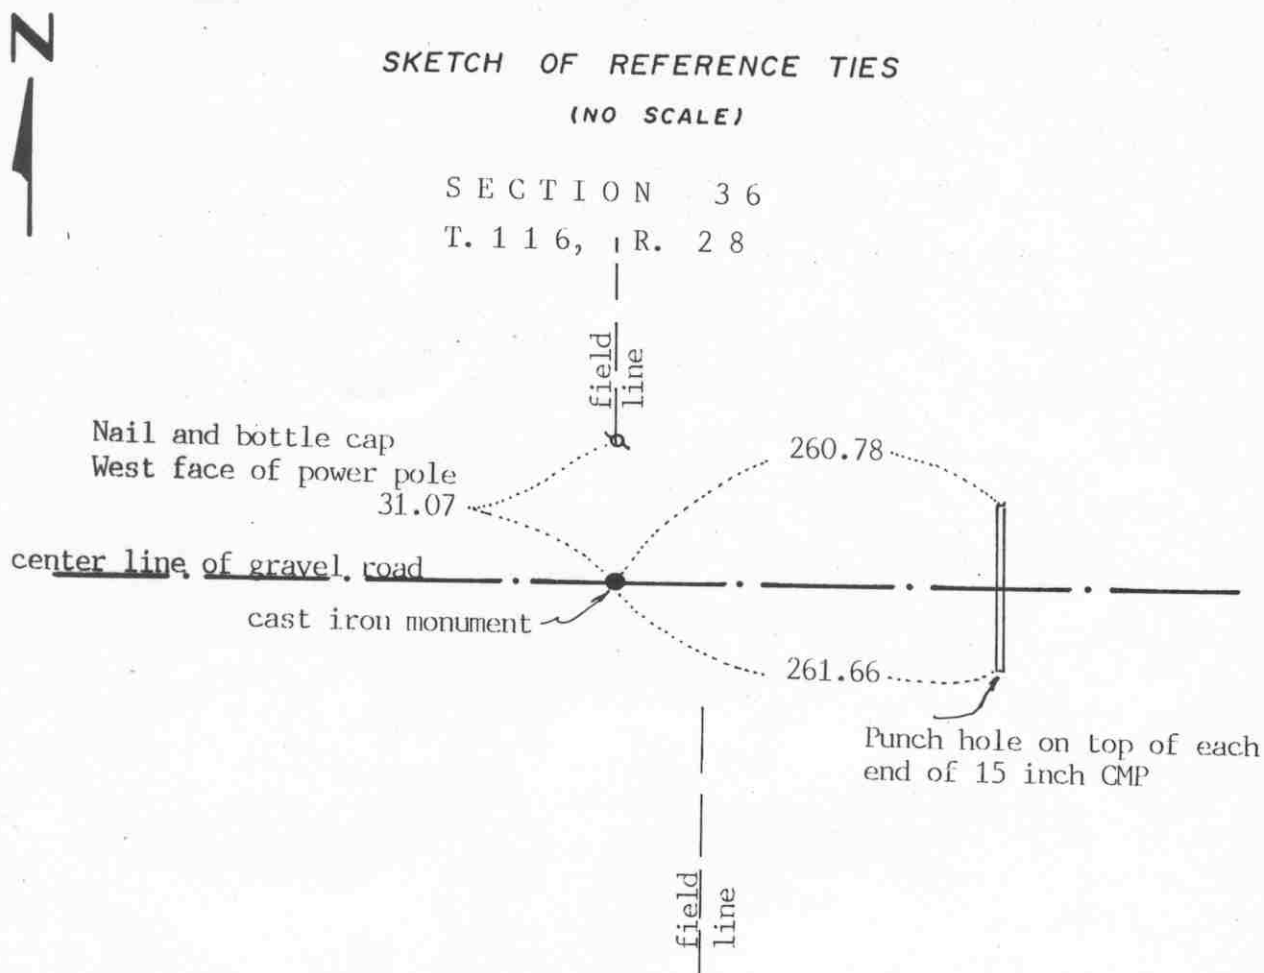 N
SKETCH OF REFERENCE TIES
(NO SCALE)
SECTION 36
T. 116, R. 28
field
line
Nail and bottle cap
West face of power pole
31.07
260.78
center line of gravel road
cast iron monument
261.66
Punch hole on top of each
end of 15 inch CMP
field
line